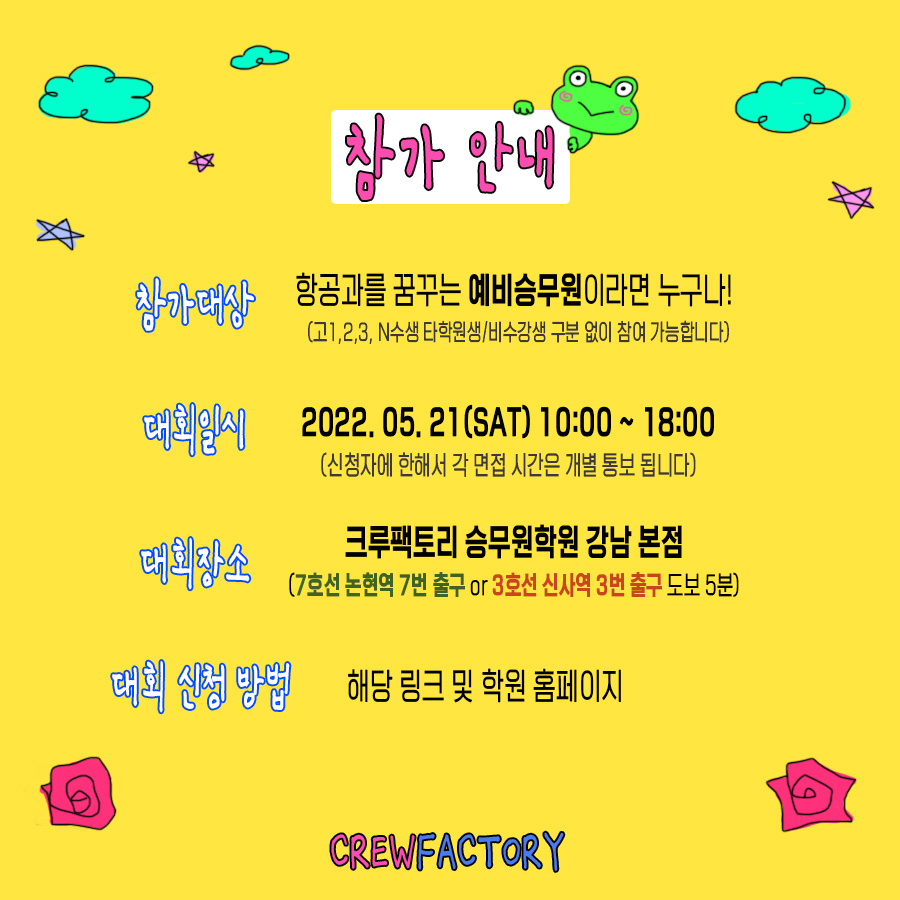 참가 안내
참가대상
항공과를 꿈꾸는 예비승무원이라면 누구나!
(고1,2,3, N수생 타학원생/비수강생 구분 없이 참여 가능합니다)
대회일시
2022. 05. 21(SAT) 10:00 ~ 18:00
(신청자에 한해서 각 면접 시간은 개별 통보 됩니다)
대회장소
크루팩토리 승무원학원 강남 본점
(7호선 논현역 7번 출구 or 3호선 신사역 3번 출구 도보 5분)
대회 신청 방법
해당 링크 및 학원 홈페이지
CREWFACTORY